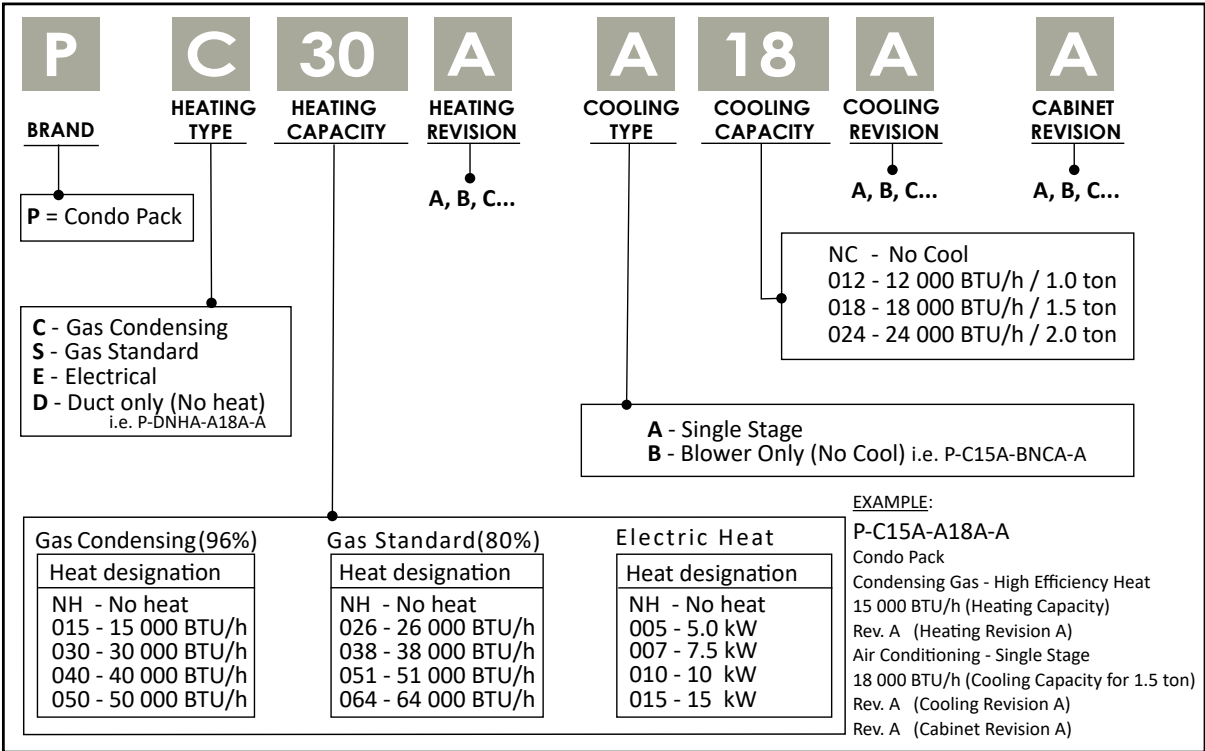 P C 30 A A 18 A A
BRAND
HEATING
TYPE
HEATING
CAPACITY
HEATING
REVISION
COOLING
TYPE
COOLING
CAPACITY
COOLING
REVISION
CABINET
REVISION
P = Condo Pack
A, B, C...
A, B, C...
A, B, C...
C - Gas Condensing
S - Gas Standard
E - Electrical
D - Duct only (No heat)
i.e. P-DNHA-A18A-A
NC - No Cool
012 - 12 000 BTU/h / 1.0 ton
018 - 18 000 BTU/h / 1.5 ton
024 - 24 000 BTU/h / 2.0 ton
A - Single Stage
B - Blower Only (No Cool) i.e. P-C15A-BNCA-A
Gas Condensing(96%)
Heat designation
NH - No heat
015 - 15 000 BTU/h
030 - 30 000 BTU/h
040 - 40 000 BTU/h
050 - 50 000 BTU/h
Gas Standard(80%)
Heat designation
NH - No heat
026 - 26 000 BTU/h
038 - 38 000 BTU/h
051 - 51 000 BTU/h
064 - 64 000 BTU/h
Electric Heat
Heat designation
NH - No heat
005 - 5.0 kW
007 - 7.5 kW
010 - 10 kW
015 - 15 kW
EXAMPLE:
P-C15A-A18A-A
Condo Pack
Condensing Gas - High Efficiency Heat
15 000 BTU/h (Heating Capacity)
Rev. A (Heating Revision A)
Air Conditioning - Single Stage
18 000 BTU/h (Cooling Capacity for 1.5 ton)
Rev. A (Cooling Revision A)
Rev. A (Cabinet Revision A)